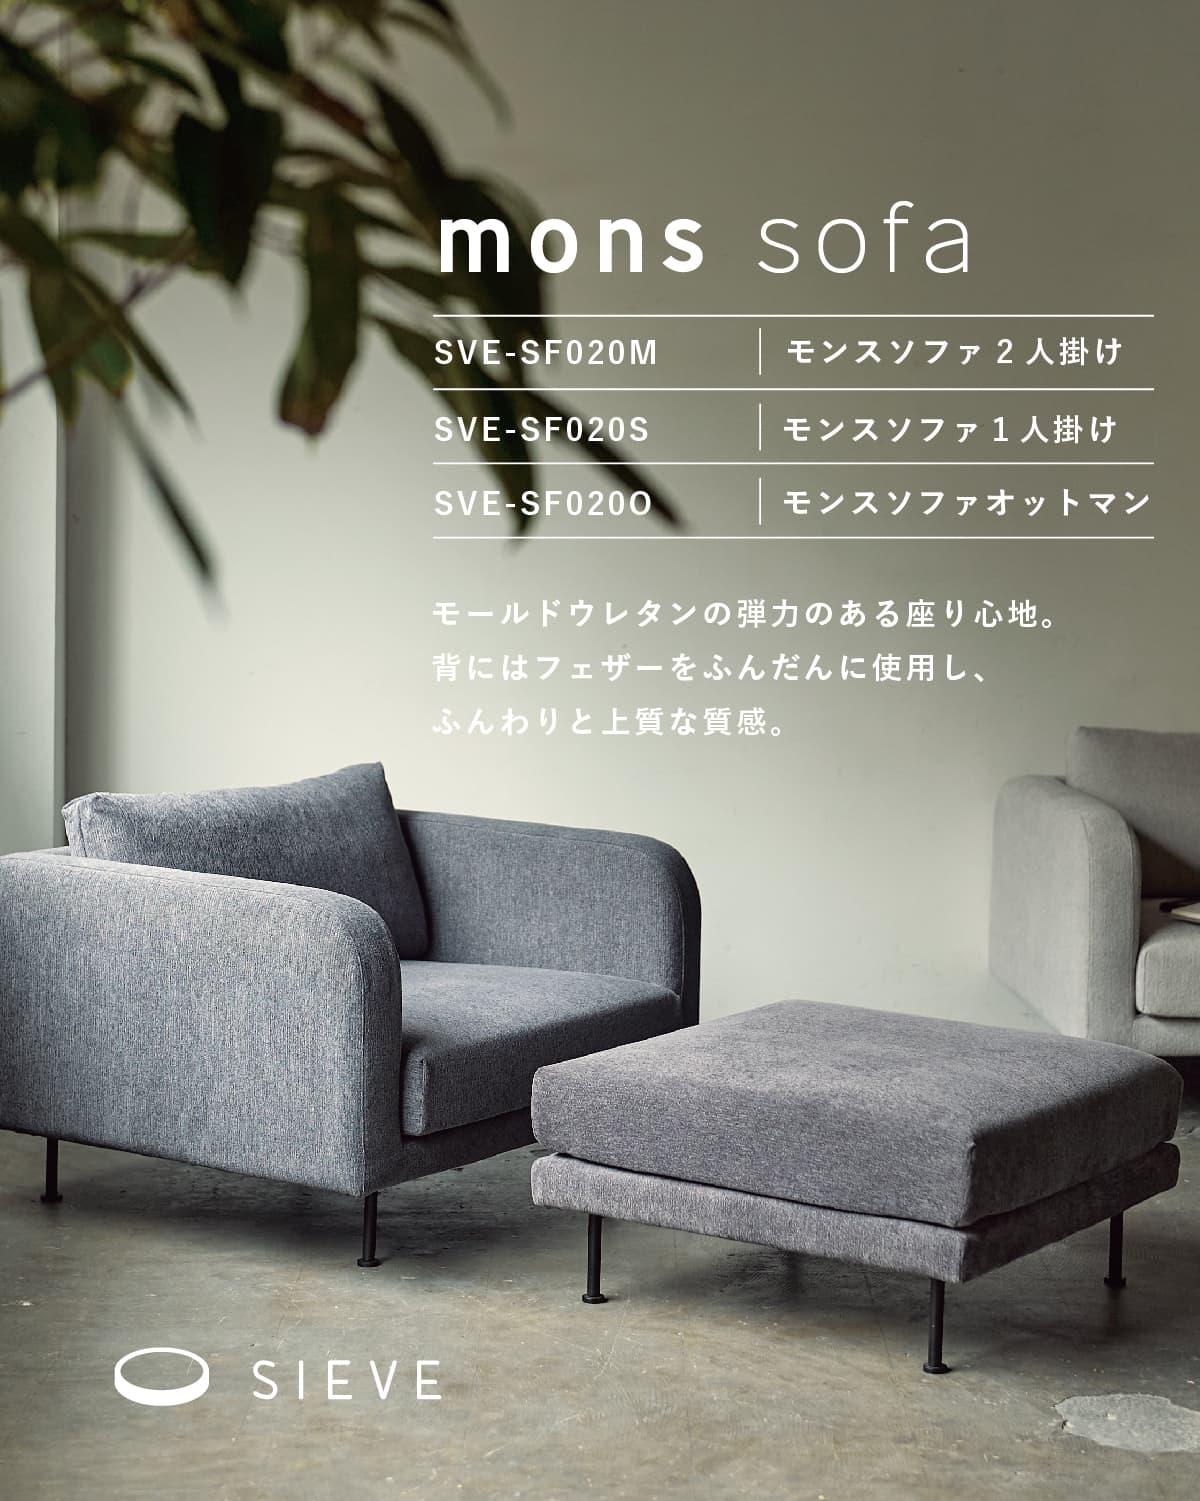 mons sofa
SVE-SF020M モンスソファ2人掛け
SVE-SF020S モンスソファ1人掛け
SVE-SF020O モンスソファオットマン
モールドウレタンの弾力のある座り心地。
背にはフェザーをふんだんに使用し、
ふんわりと上質な質感。
SIEVE